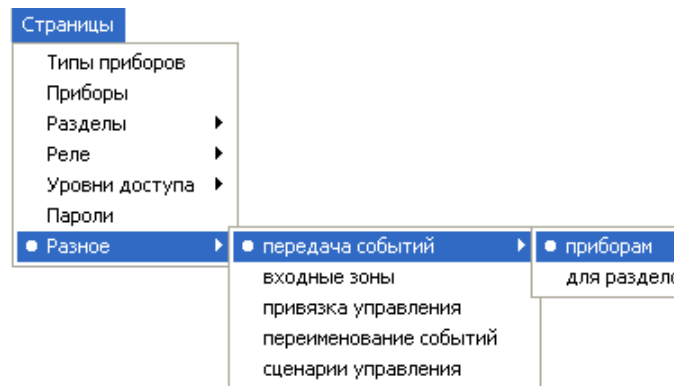 Страницы
Типы приборов
Приборы
Разделы
Реле
Уровни доступа
Пароли
Разное
передача событий
приборам
входные зоны
для
привязка управления
переименование событий
сценарии управления